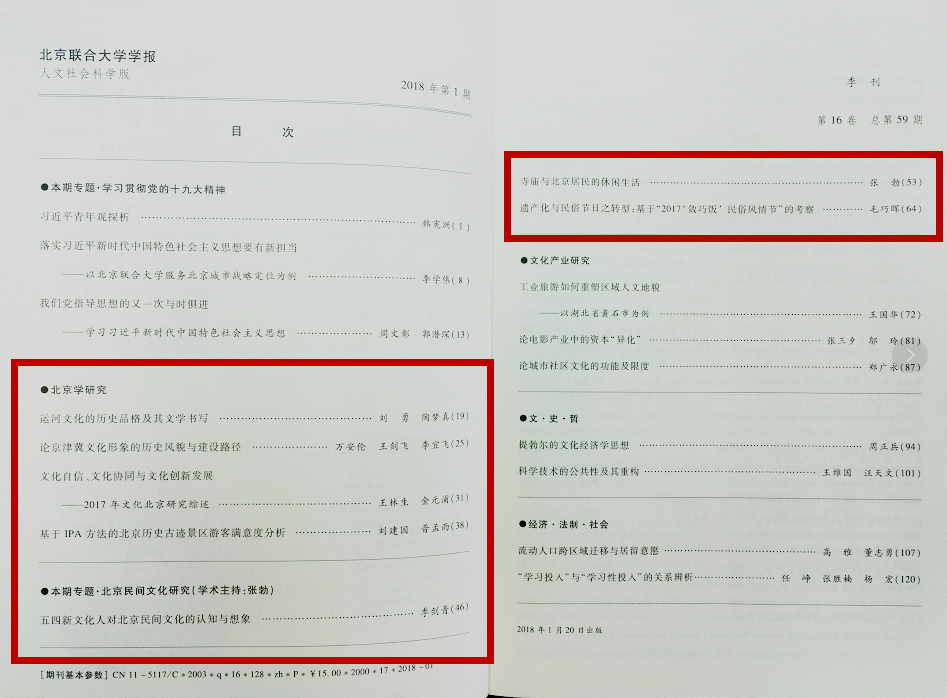 北京联合大学学报
人文社会科学版
2018年第1期
目 次
●本期专题·学习贯彻党的十九大精神
习近平青年观探析 韩宪洲(1)
落实习近平新时代中国特色社会主义思想要有新担当
——以北京联合大学服务北京城市战略定位为例 李学伟(8)
我们党指导思想的又一次与时俱进
——学习习近平新时代中国特色社会主义思想 周文彰 郭潜深(13)
●北京学研究
运河文化的历史品格及其文学书写 刘 勇 陶梦真(19)
论京津冀文化形象的历史风貌与建设路径 万安伦 王剑飞 李宜飞(25)
文化自信、文化协同与文化创新发展
——2017年文化北京研究综述 王林生 金元浦(31)
基于IPA方法的北京历史古迹景区游客满意度分析 刘建国 晋孟雨(38)
●本期专题·北京民间文化研究(学术主持:张勃)
五四新文化人对北京民间文化的认知与想象 季剑青(46)
[期刊基本参数] CN 11－5117/C＊2003＊q＊16＊128＊zh＊P＊￥15.00＊2000＊17＊2018－01
季 刊
第16卷 总第59期
寺庙与北京居民的休闲生活 张 勃(53)
遗产化与民俗节日之转型:基于“2017‘敛巧饭’民俗风情节”的考察 毛巧晖(64)
●文化产业研究
工业旅游如何重塑区域人文地貌
——以湖北省黄石市为例 王国华(72)
论电影产业中的资本“异化” 张三夕 邬 玲(81)
论城市社区文化的功能及限度 郑广永(87)
●文·史·哲
提勃尔的文化经济学思想 周正兵(94)
科学技术的公共性及其重构 王维国 汪天文(101)
●经济·法制·社会
流动人口跨区域迁移与居留意愿 高 雅 董志勇(107)
“学习投入”与“学习性投入”的关系辨析 任 峥 张胜楠 杨 宏(120)
2018年1月20日出版